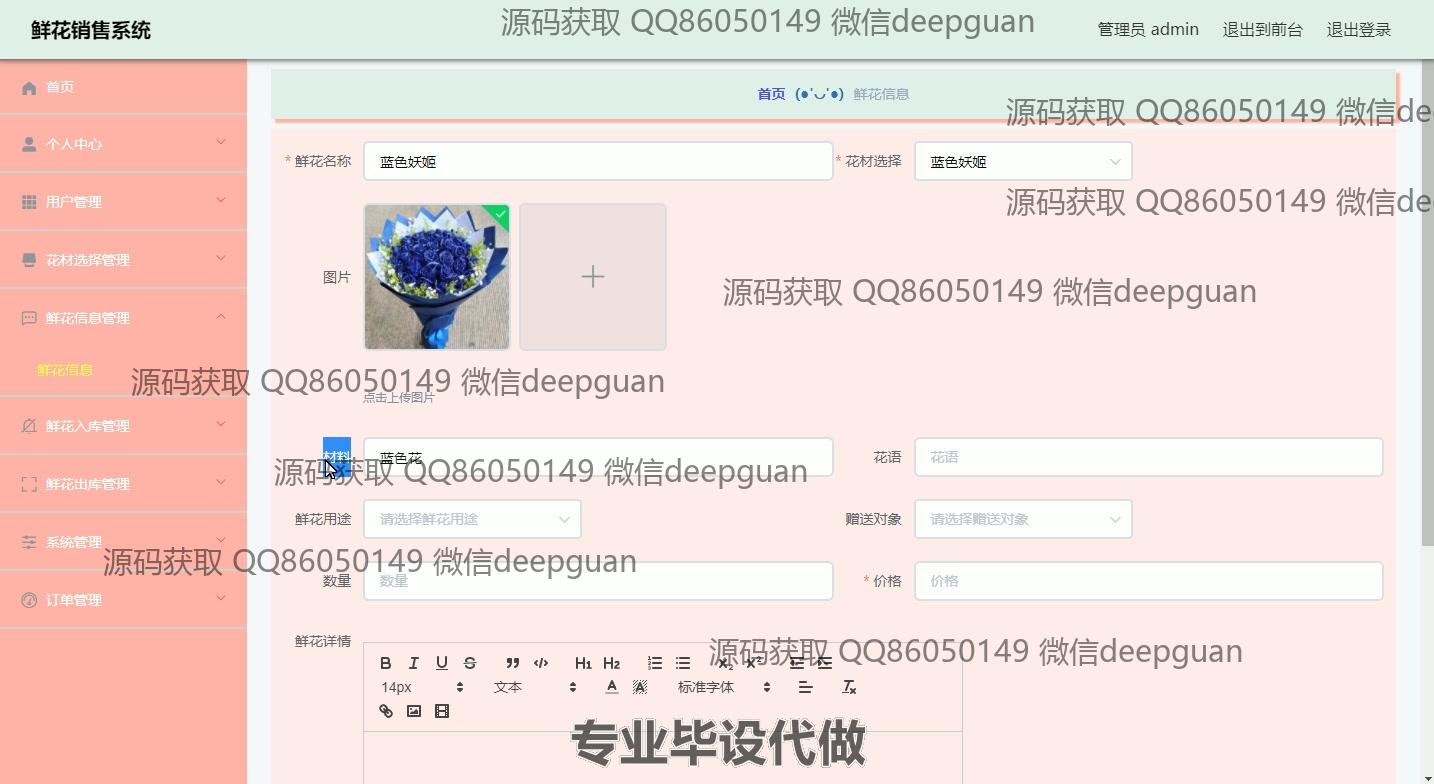 鲜花销售系统
源码获取 QQ86050149 微信deepguan
管理员 admin
退出到前台
退出登录
首页
首页 (●'◡'●) 鲜花信息
源码获取 QQ86050149 微信dee
个人中心
* 鲜花名称 蓝色妖姬
* 花材选择 蓝色妖姬
用户管理
源码获取 QQ86050149 微信dee
花材选择管理
图片
源码获取 QQ86050149 微信deepguan
鲜花信息管理
鲜花信息
源码获取 QQ86050149 微信deepguan
点击上传图片
鲜花入库管理
材料 蓝色花
花语 花语
源码获取 QQ86050149 微信deepguan
鲜花出库管理
鲜花用途 请选择鲜花用途
赠送对象 请选择赠送对象
系统管理
源码获取 QQ86050149 微信deepguan
数量 数量
* 价格 价格
订单管理
鲜花详情
源码获取 QQ86050149 微信deepguan
B I U S H1 H2 X2 X2
14px 文本 A A 标准字体 Tx
专业毕设代做